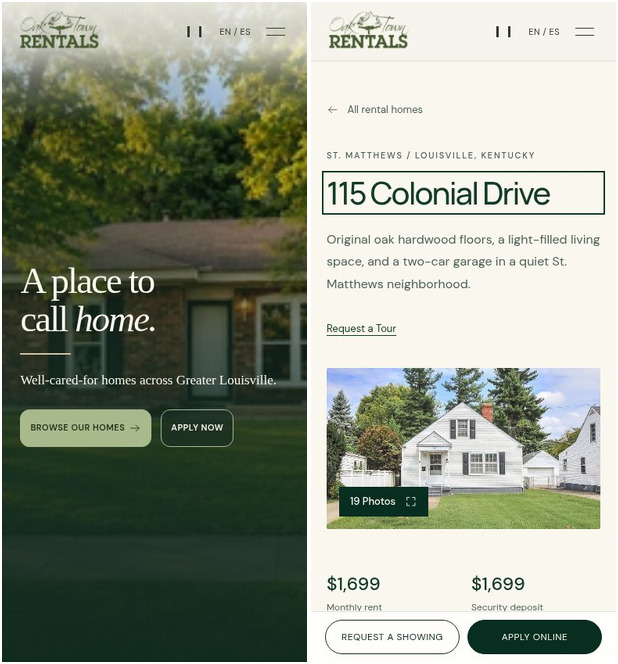 Oak Town
RENTALS
EN / ES
A place to
call home.
Well-cared-for homes across Greater Louisville.
BROWSE OUR HOMES →
APPLY NOW
Oak Town
RENTALS
EN / ES
← All rental homes
ST. MATTHEWS / LOUISVILLE, KENTUCKY
115 Colonial Drive
Original oak hardwood floors, a light-filled living
space, and a two-car garage in a quiet St.
Matthews neighborhood.
Request a Tour
19 Photos
$1,699 $1,699
Monthly rent Security deposit
REQUEST A SHOWING APPLY ONLINE